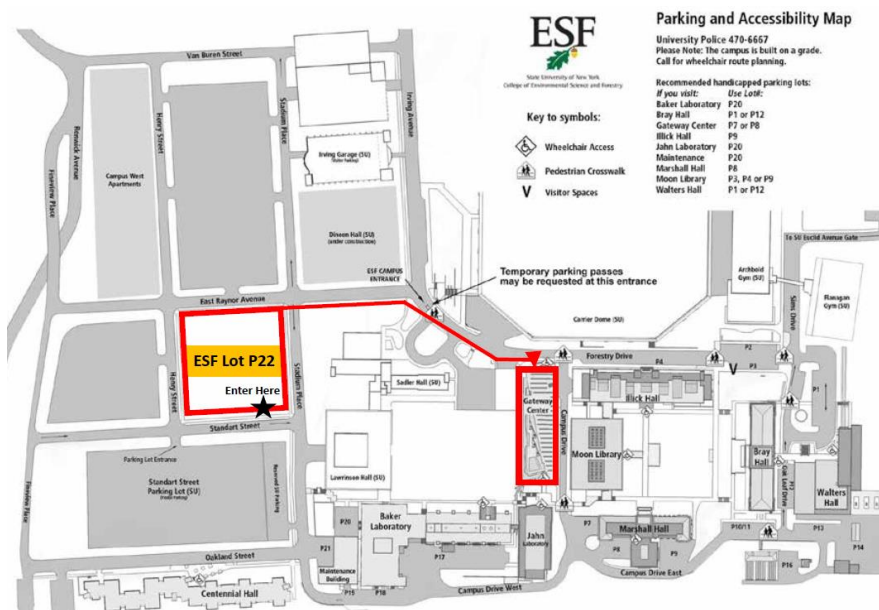 ESF
State University of New York
College of Environmental Science and Forestry
Parking and Accessibility Map
University Police 470-6667
Please Note: The campus is built on a grade.
Call for wheelchair route planning.
Recommended handicapped parking lots:
If you visit: Use Lot#:
Baker Laboratory P20
Bray Hall P1 or P12
Gateway Center P7 or P8
Illick Hall P9
Jahn Laboratory P20
Maintenance P20
Marshall Hall P8
Moon Library P3, P4 or P9
Walters Hall P1 or P12
Key to symbols:
Wheelchair Access
Pedestrian Crosswalk
V Visitor Spaces
Van Buren Street
Henry Street
Stadium Place
Irving Avenue
Renwick Avenue
Fineview Place
Campus West
Apartments
Irving Garage (SU)
Dineen Hall (SU)
(under construction)
ESF CAMPUS
ENTRANCE
Temporary parking passes
may be requested at this entrance
To SU Euclid Avenue Gate
Archbold
Gym (SU)
Flanagan
Gym (SU)
Sims Drive
East Raynor Avenue
Carrier Dome (SU)
Forestry Drive
P2
P3
P4
V
P1
ESF Lot P22
Enter Here
Henry Street
Stadium Place
Sadler Hall (SU)
Gateway
Center
Campus Drive
Illick Hall
Moon Library
Bray
Hall
Oak Leaf Drive
Walters
Hall
Standart Street
Parking Lot Entrance
Standart Street
Parking Lot (SU)
Lawrinson Hall (SU)
Baker
Laboratory
P20
P21
Maintenance
Building
P15
P18
P17
Jahn
Laboratory
P7
Marshall Hall
P8
P9
P10/11
P13
P14
P16
Fineview Place
Oakland Street
Centennial Hall
Campus Drive West
Campus Drive East